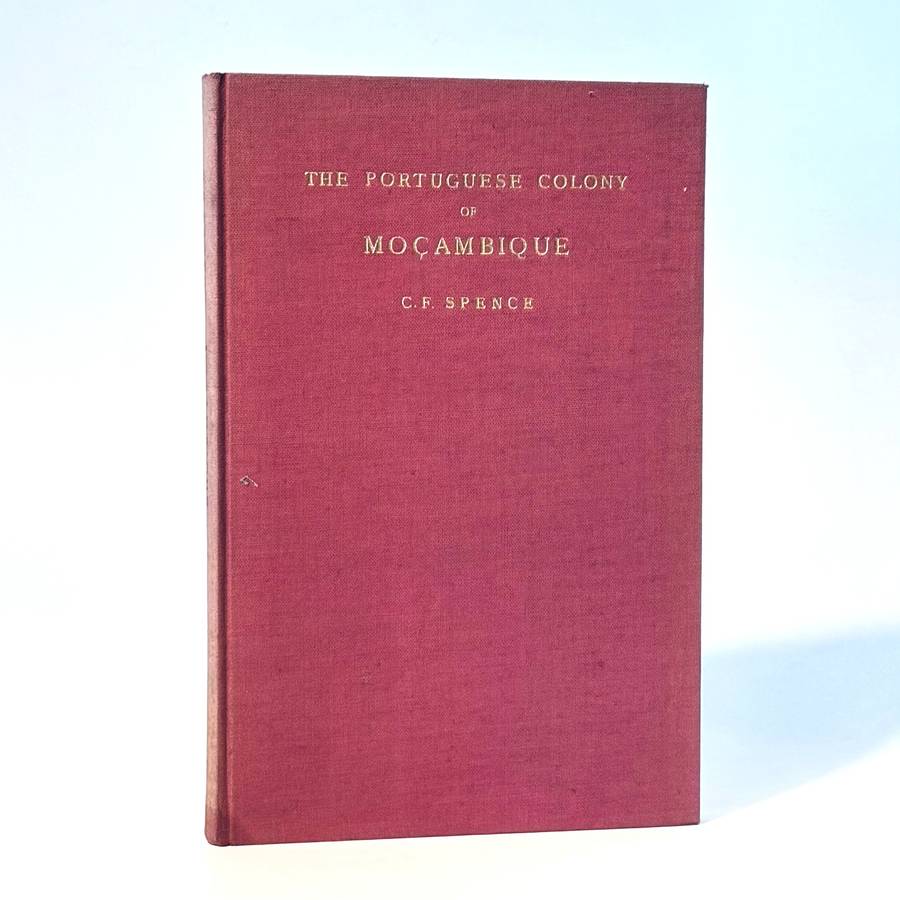 THE PORTUGUESE COLONY
OF
MOÇAMBIQUE
C.F. SPENCE